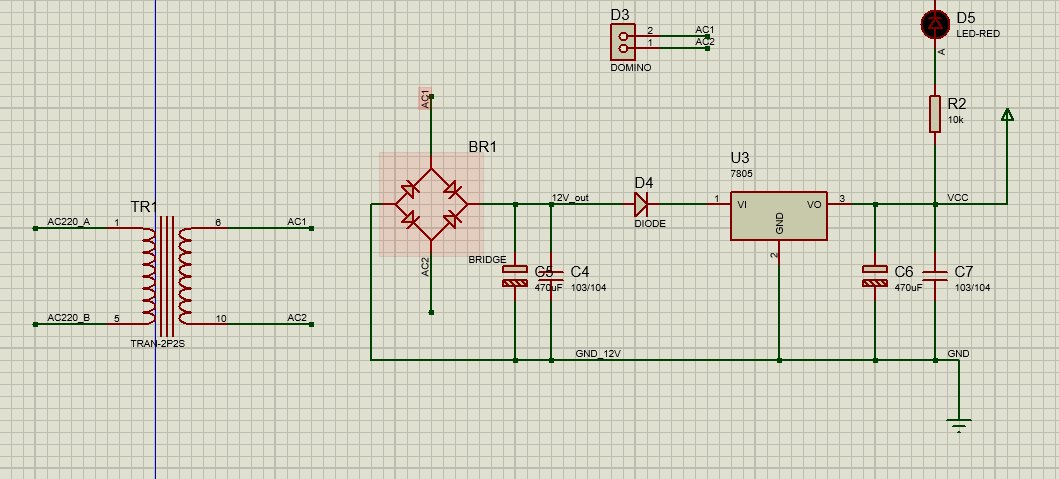 D3
2
AC1
1
AC2
DOMINO
D5
LED-RED
A
R2
10k
AC1
BR1
BRIDGE
AC2
12V_out
D4
DIODE
U3
7805
1
VI
VO
3
GND
2
VCC
TR1
AC220_A
1
6
AC1
AC220_B
5
10
AC2
TRAN-2P2S
C5
470uF
C4
103/104
C6
470uF
C7
103/104
GND_12V
GND